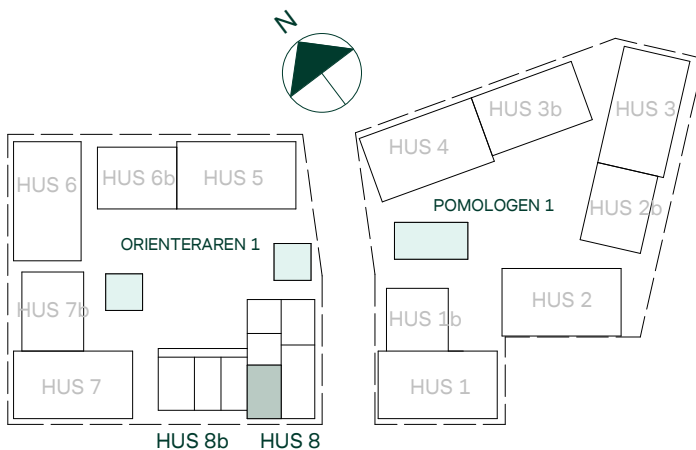 N
HUS 3b
HUS 3
HUS 4
HUS 6
HUS 6b
HUS 5
POMOLOGEN 1
HUS 2b
ORIENTERAREN 1
HUS 7b
HUS 1b
HUS 2
HUS 7
HUS 1
HUS 8b
HUS 8